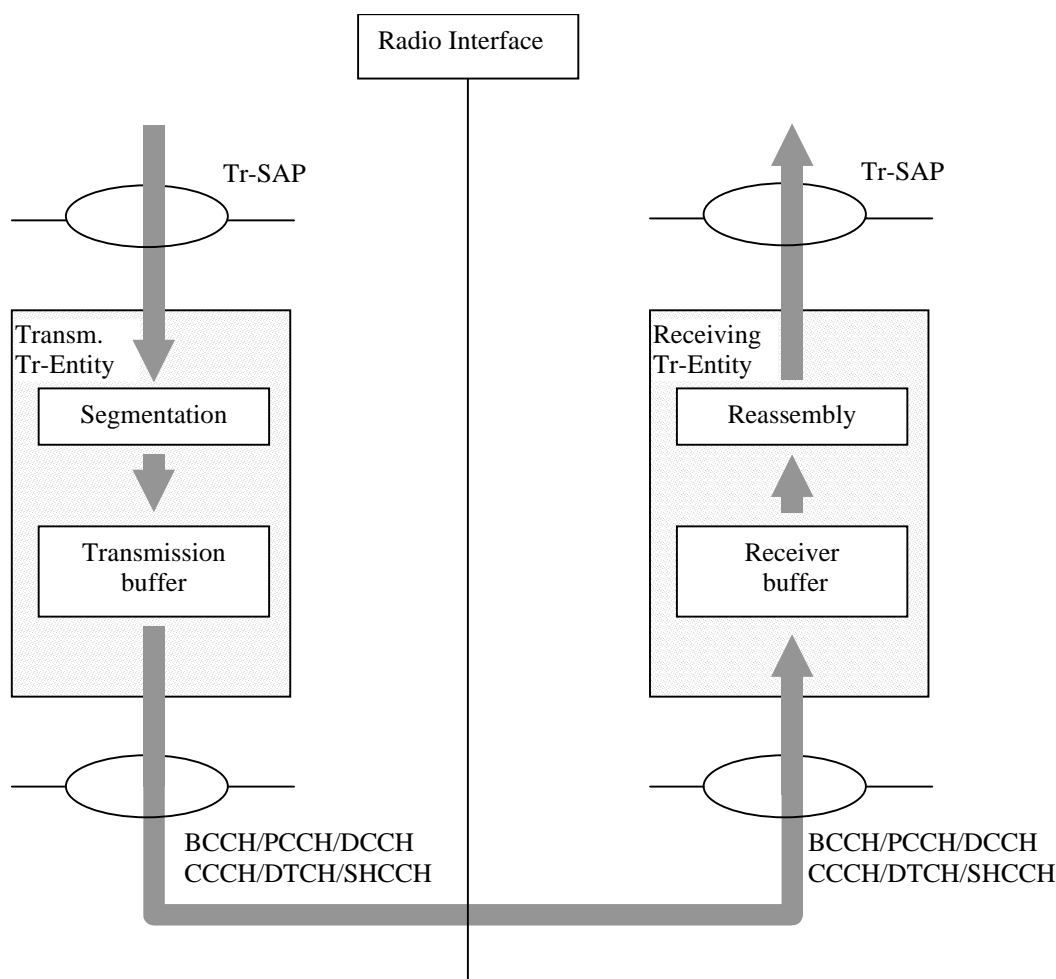 Radio Interface
Tr-SAP
Tr-SAP
Transm.
Tr-Entity
Segmentation
Transmission
buffer
Receiving
Tr-Entity
Reassembly
Receiver
buffer
BCCH/PCCH/DCCH
CCCH/DTCH/SHCCH
BCCH/PCCH/DCCH
CCCH/DTCH/SHCCH